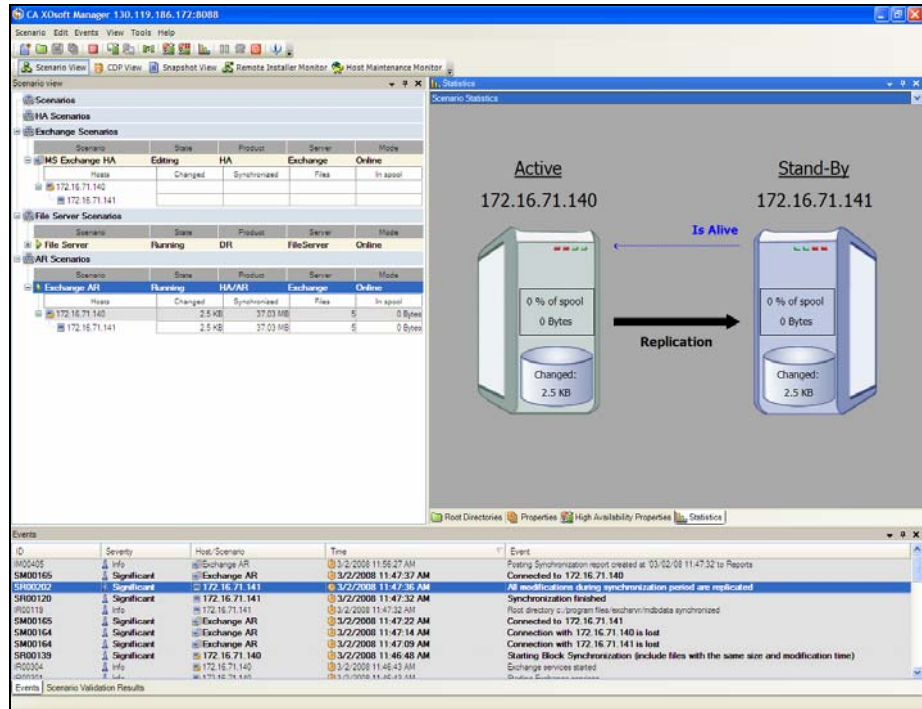 CA XOsoft Manager 130.119.186.172:8088
Scenario Edit Events View Tools Help
Scenario View CDP View Snapshot View Remote Installer Monitor Host Maintenance Monitor
Scenario view
Scenarios
HA Scenarios
Exchange Scenarios
Scenario State Product Server Mode
MS Exchange HA Editing HA Exchange Online
Hosts Changed Synchronized Files In spool
172.16.71.140
172.16.71.141
File Server Scenarios
Scenario State Product Server Mode
File Server Running DR FileServer Online
AR Scenarios
Scenario State Product Server Mode
Exchange AR Running HA/AR Exchange Online
Hosts Changed Synchronized Files In spool
172.16.71.140 2.5 KB 37.03 MB 5 0 Bytes
172.16.71.141 2.5 KB 37.03 MB 5 0 Bytes
Statistics
Scenario Statistics
Active Stand-By
172.16.71.140 172.16.71.141
Is Alive
0 % of spool
0 Bytes
Changed:
2.5 KB
Replication
0 % of spool
0 Bytes
Changed:
2.5 KB
Root Directories Properties High Availability Properties Statistics
Events
ID Severity Host/Scenario Time Event
IM00405 Info Exchange AR 3/2/2008 11:56:27 AM Posting Synchronization report created at '03/02/08 11:47:32 to Reports
SM00165 Significant Exchange AR 3/2/2008 11:47:37 AM Connected to 172.16.71.140
SR00202 Significant 172.16.71.141 3/2/2008 11:47:36 AM All modifications during synchronization period are replicated
SR00120 Significant 172.16.71.141 3/2/2008 11:47:32 AM Synchronization finished
IR00119 Info 172.16.71.141 3/2/2008 11:47:32 AM Root directory c:/program files/exchsrvr/mdbdata synchronized
SM00165 Significant Exchange AR 3/2/2008 11:47:22 AM Connected to 172.16.71.141
SM00164 Significant Exchange AR 3/2/2008 11:47:14 AM Connection with 172.16.71.140 is lost
SM00164 Significant Exchange AR 3/2/2008 11:47:09 AM Connection with 172.16.71.141 is lost
SR00139 Significant 172.16.71.140 3/2/2008 11:46:48 AM Starting Block Synchronization (include files with the same size and modification time)
IR00304 Info 172.16.71.140 3/2/2008 11:46:43 AM Exchange services started
Events Scenario Validation Results